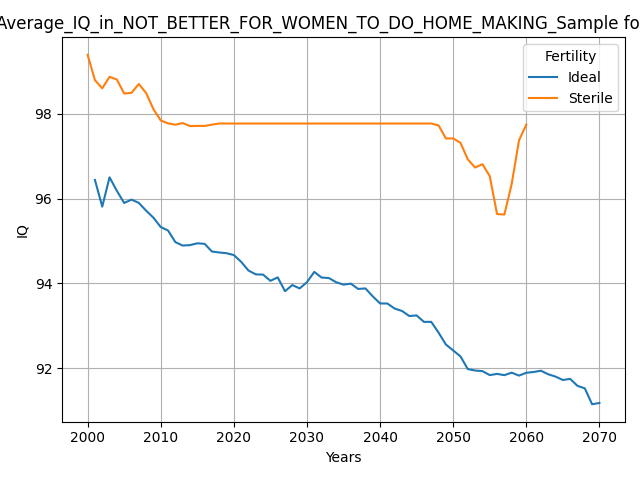 Average_IQ_in_NOT_BETTER_FOR_WOMEN_TO_DO_HOME_MAKING_Sample fo
Fertility
Ideal
Sterile
98
96
94
92
IQ
2000 2010 2020 2030 2040 2050 2060 2070
Years